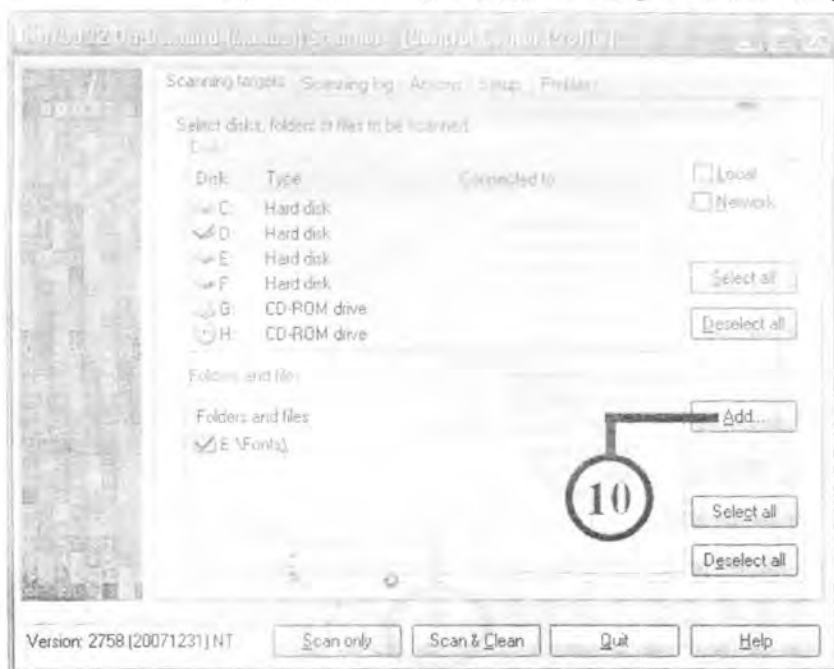 Scanning targets Scanning log Actions Setup Profiles
Select disks, folders or files to be scanned
Disk Type Connected to
C: Hard disk
D: Hard disk
E: Hard disk
F: Hard disk
G: CD-ROM drive
H: CD-ROM drive
Local
Network
Select all
Deselect all
Folders and files
Folders and files
E:\Fonts\
Add...
10
Select all
Deselect all
Version: 2758 (20071231) NT
Scan only
Scan & Clean
Quit
Help